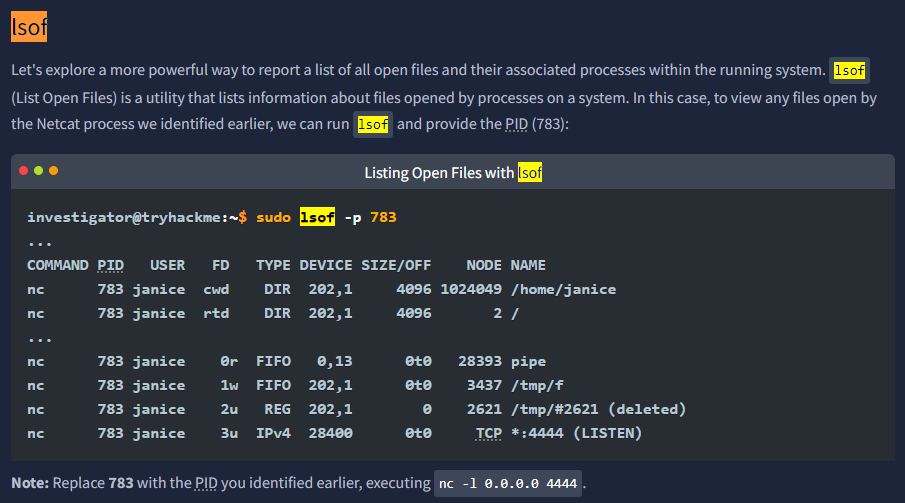 lsof
Let's explore a more powerful way to report a list of all open files and their associated processes within the running system. lsof
(List Open Files) is a utility that lists information about files opened by processes on a system. In this case, to view any files open by
the Netcat process we identified earlier, we can run lsof and provide the PID (783):
Listing Open Files with lsof
investigator@tryhackme:~$ sudo lsof -p 783
...
COMMAND PID   USER   FD   TYPE DEVICE SIZE/OFF    NODE NAME
nc      783 janice  cwd    DIR  202,1     4096 1024049 /home/janice
nc      783 janice  rtd    DIR  202,1     4096       2 /
...
nc      783 janice    0r  FIFO   0,13      0t0   28393 pipe
nc      783 janice    1w  FIFO  202,1      0t0    3437 /tmp/f
nc      783 janice    2u   REG  202,1        0    2621 /tmp/#2621 (deleted)
nc      783 janice    3u  IPv4  28400      0t0     TCP *:4444 (LISTEN)
Note: Replace 783 with the PID you identified earlier, executing nc -l 0.0.0.0 4444.